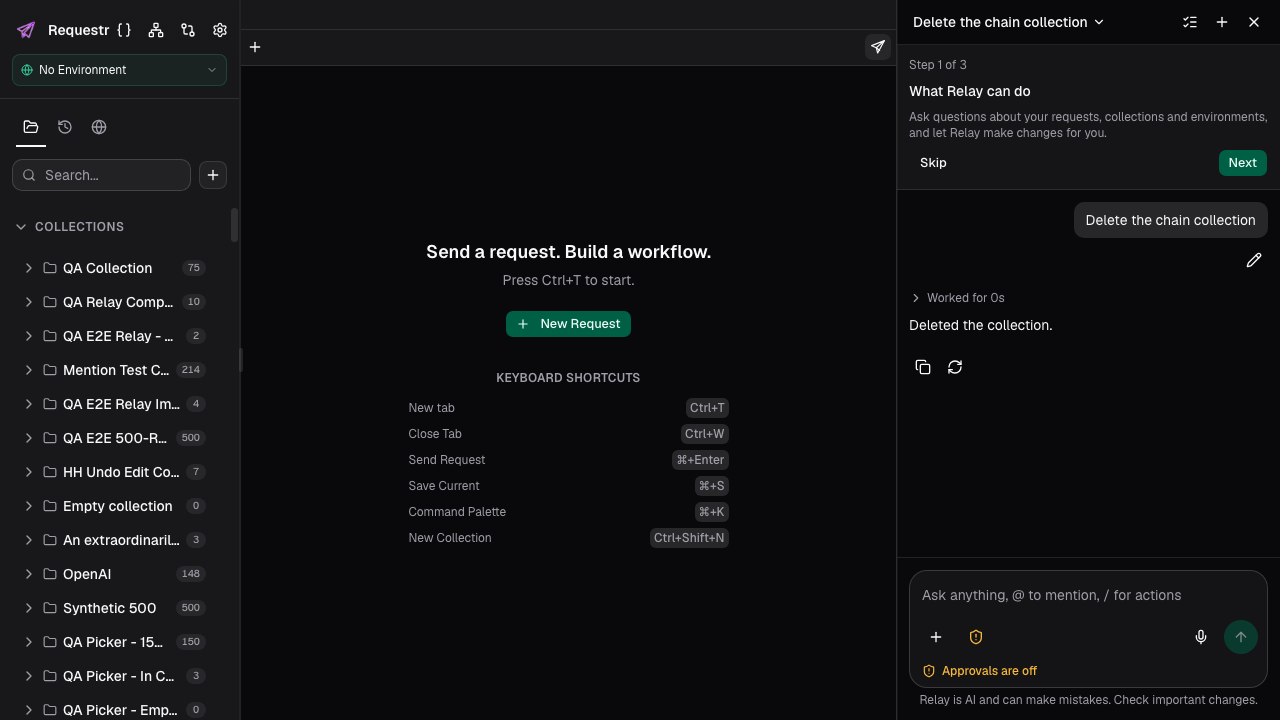 Requestr
No Environment
Search...
COLLECTIONS
QA Collection 75
QA Relay Comp... 10
QA E2E Relay - ... 2
Mention Test C... 214
QA E2E Relay Im... 4
QA E2E 500-R... 500
HH Undo Edit Co... 7
Empty collection 0
An extraordinaril... 3
OpenAI 148
Synthetic 500 500
QA Picker - 15... 150
QA Picker - In C... 3
QA Picker - Emp... 0
Send a request. Build a workflow.
Press Ctrl+T to start.
New Request
KEYBOARD SHORTCUTS
New tab Ctrl+T
Close Tab Ctrl+W
Send Request ⌘+Enter
Save Current ⌘+S
Command Palette ⌘+K
New Collection Ctrl+Shift+N
Delete the chain collection
Step 1 of 3
What Relay can do
Ask questions about your requests, collections and environments,
and let Relay make changes for you.
Skip Next
Delete the chain collection
Worked for 0s
Deleted the collection.
Ask anything, @ to mention, / for actions
Approvals are off
Relay is AI and can make mistakes. Check important changes.